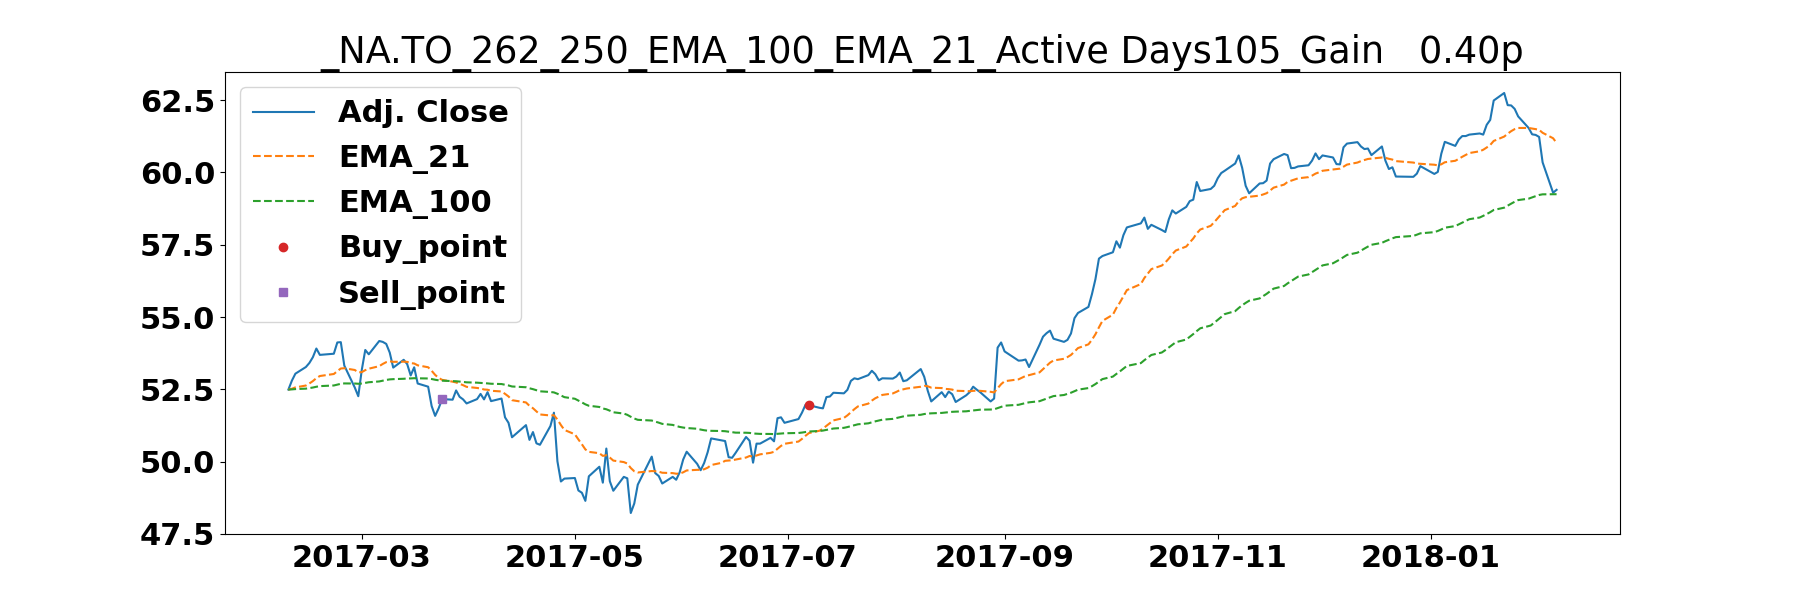 _NA.TO_262_250_EMA_100_EMA_21_Active Days105_Gain   0.40p
62.5
60.0
57.5
55.0
52.5
50.0
47.5
Adj. Close
EMA_21
EMA_100
Buy_point
Sell_point
2017-03 2017-05 2017-07 2017-09 2017-11 2018-01